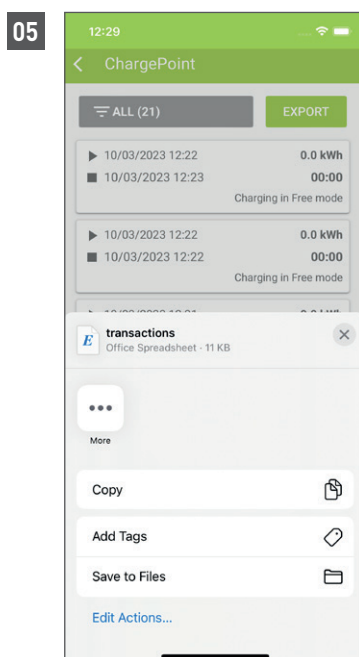 05
12:29
ChargePoint
ALL (21)
EXPORT
10/03/2023 12:22 0.0 kWh
10/03/2023 12:23 00:00
Charging in Free mode
10/03/2023 12:22 0.0 kWh
10/03/2023 12:22 00:00
Charging in Free mode
transactions
E
Office Spreadsheet - 11 KB
More
Copy
Add Tags
Save to Files
Edit Actions...